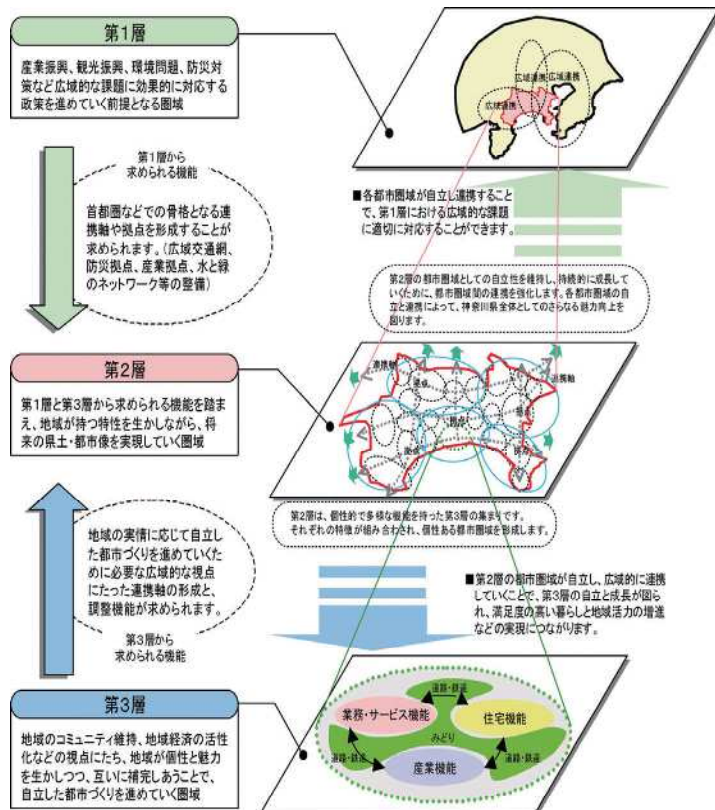 第1層
産業振興、観光振興、環境問題、防災対
策など広域的な課題に効果的に対応する
政策を進めていく前提となる圏域
広域連携
広域連携
広域連携
第1層から
求められる機能
首都圏などでの骨格となる連
携軸や拠点を形成することが
求められます。(広域交通網、
防災拠点、産業拠点、水と緑
のネットワーク等の整備)
■各都市圏域が自立し連携すること
で、第1層における広域的な課題
に適切に対応することができます。
第2層の都市圏域としての自立性を維持し、持続的に成長して
いくために、都市圏域間の連携を強化します。各都市圏域の自
立と連携によって、神奈川県全体としてのさらなる魅力向上を
図ります。
第2層
第1層と第3層から求められる機能を踏ま
え、地域が持つ特性を生かしながら、将
来の県土・都市像を実現していく圏域
連携軸
連携軸
拠点
拠点
拠点
拠点
拠点
第2層は、個性的で多様な機能を持った第3層の集まりです。
それぞれの特徴が組み合わされ、個性ある都市圏域を形成します。
地域の実情に応じて自立
した都市づくりを進めていく
ために必要な広域的な視点
にたった連携軸の形成と、
調整機能が求められます。
第3層から
求められる機能
■第2層の都市圏域が自立し、広域的に連携
していくことで、第3層の自立と成長が図ら
れ、満足度の高い暮らしと地域活力の増進
などの実現につながります。
第3層
地域のコミュニティ維持、地域経済の活性
化などの視点にたち、地域が個性と魅力
を生かしつつ、互いに補完しあうことで、
自立した都市づくりを進めていく圏域
道路・鉄道
業務・サービス機能
住宅機能
みどり
道路・鉄道
産業機能
道路・鉄道